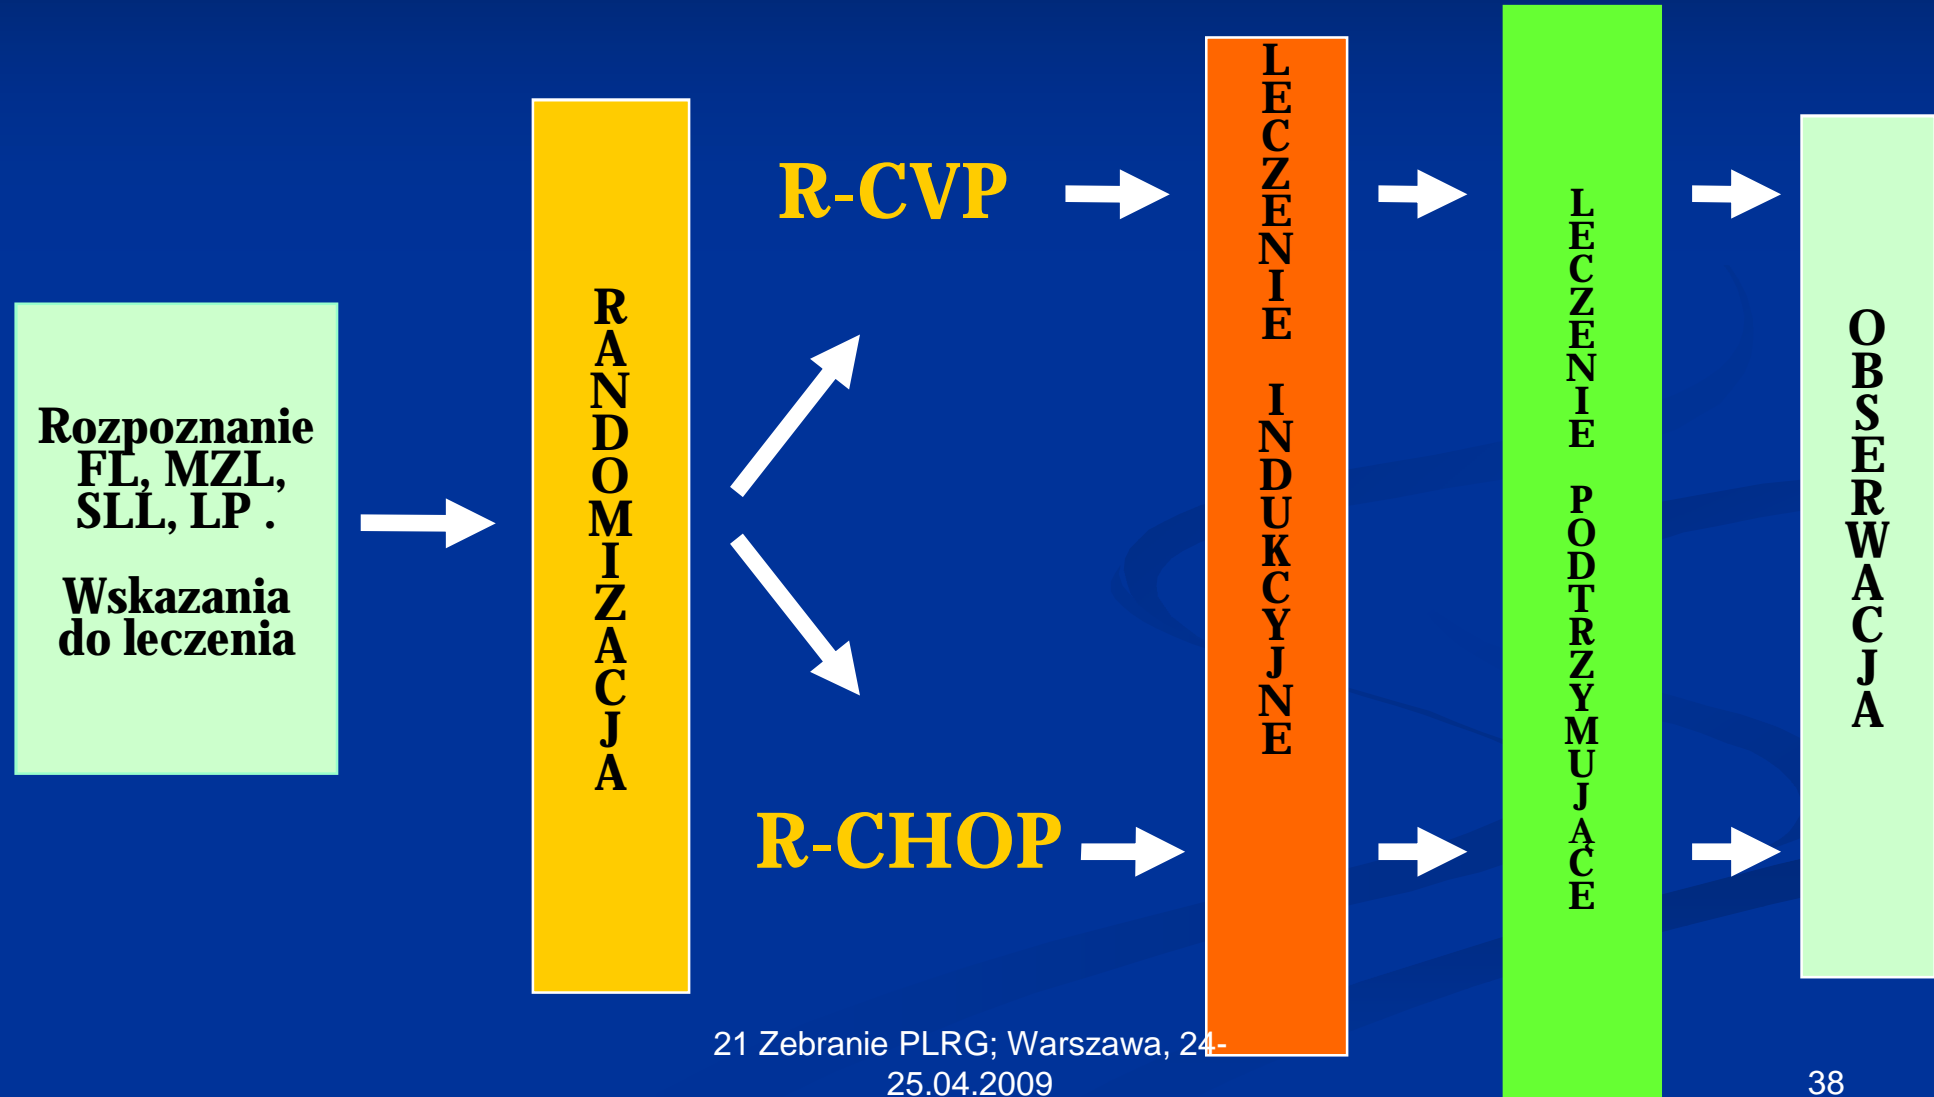 Rozpoznanie
FL, MZL,
SLL, LP .
Wskazania
do leczenia
RANDOMIZACJA
R-CVP
R-CHOP
LECZENIE INDUKCYJNE
LECZENIE PODTRZYMUJĄCE
OBSERWACJA
21 Zebranie PLRG; Warszawa, 24-
25.04.2009
38